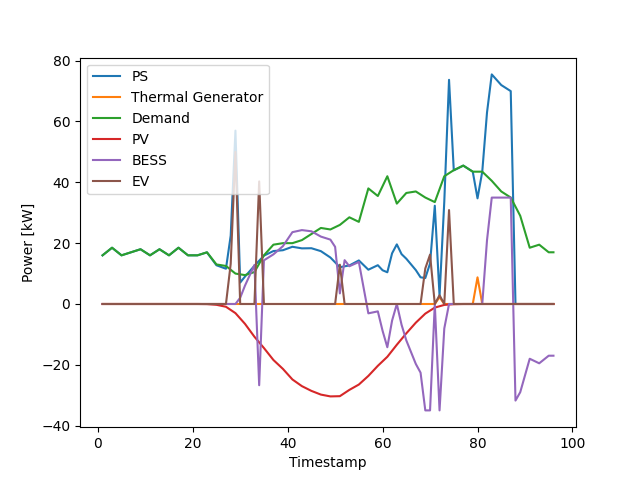 80
60
40
20
0
−20
−40
Power [kW]
PS
Thermal Generator
Demand
PV
BESS
EV
0
20
40
60
80
100
Timestamp